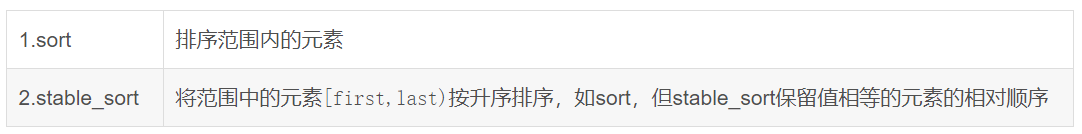 1.sort 排序范围内的元素
2.stable_sort 将范围中的元素[first,last)按升序排序，如sort，但stable_sort保留值相等的元素的相对顺序